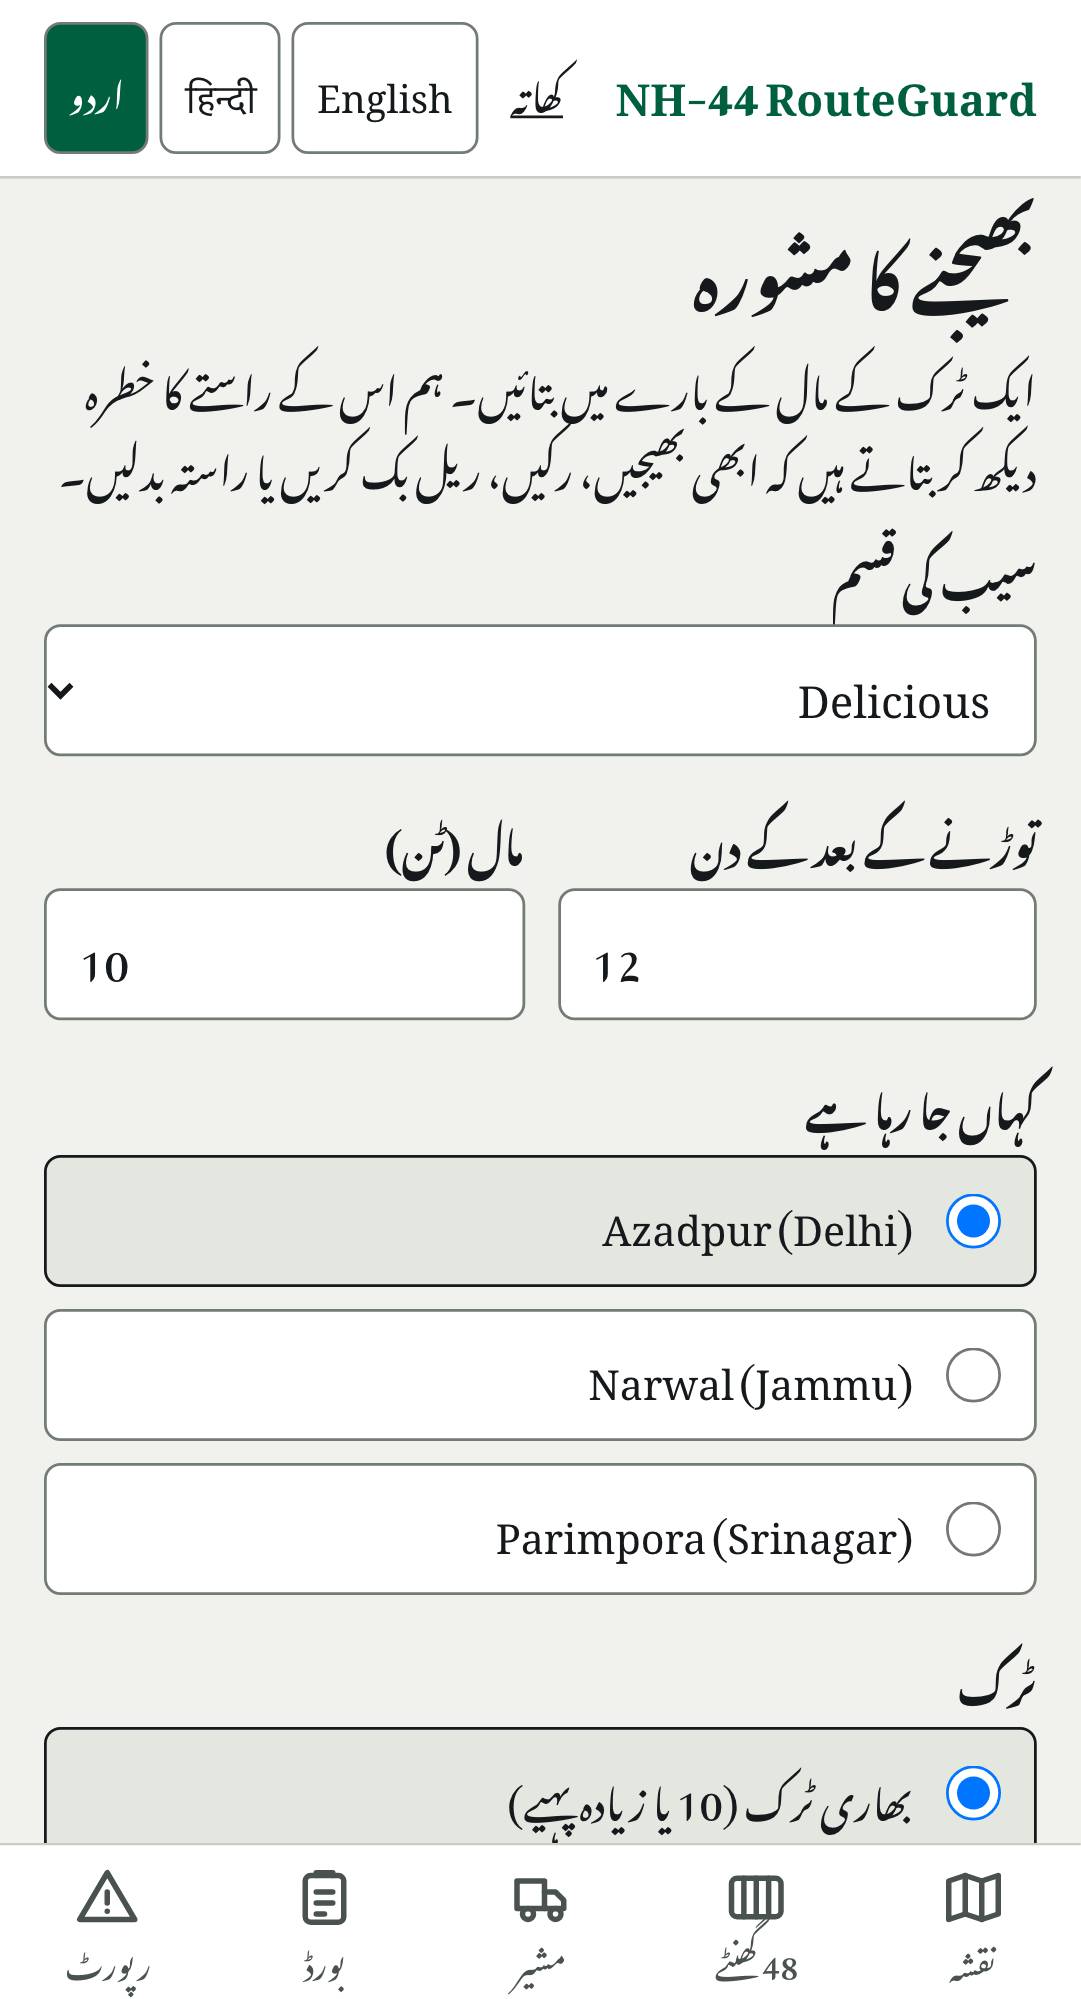 NH-44 RouteGuard
کھاتہ
English
हिन्दी
اردو
بھیجنے کا مشورہ
ایک ٹرک کے مال کے بارے میں بتائیں۔ ہم اس کے راستے کا خطرہ
دیکھ کر بتاتے ہیں کہ ابھی بھیجیں، رکیں، ریل بک کریں یا راستہ بدلیں۔
سیب کی قسم
Delicious
توڑنے کے بعد کے دن
12
مال (ٹن)
10
کہاں جا رہا ہے
Azadpur (Delhi)
Narwal (Jammu)
Parimpora (Srinagar)
ٹرک
بھاری ٹرک (10 یا زیادہ پہیے)
نقشہ
48 گھنٹے
مشیر
بورڈ
رپورٹ